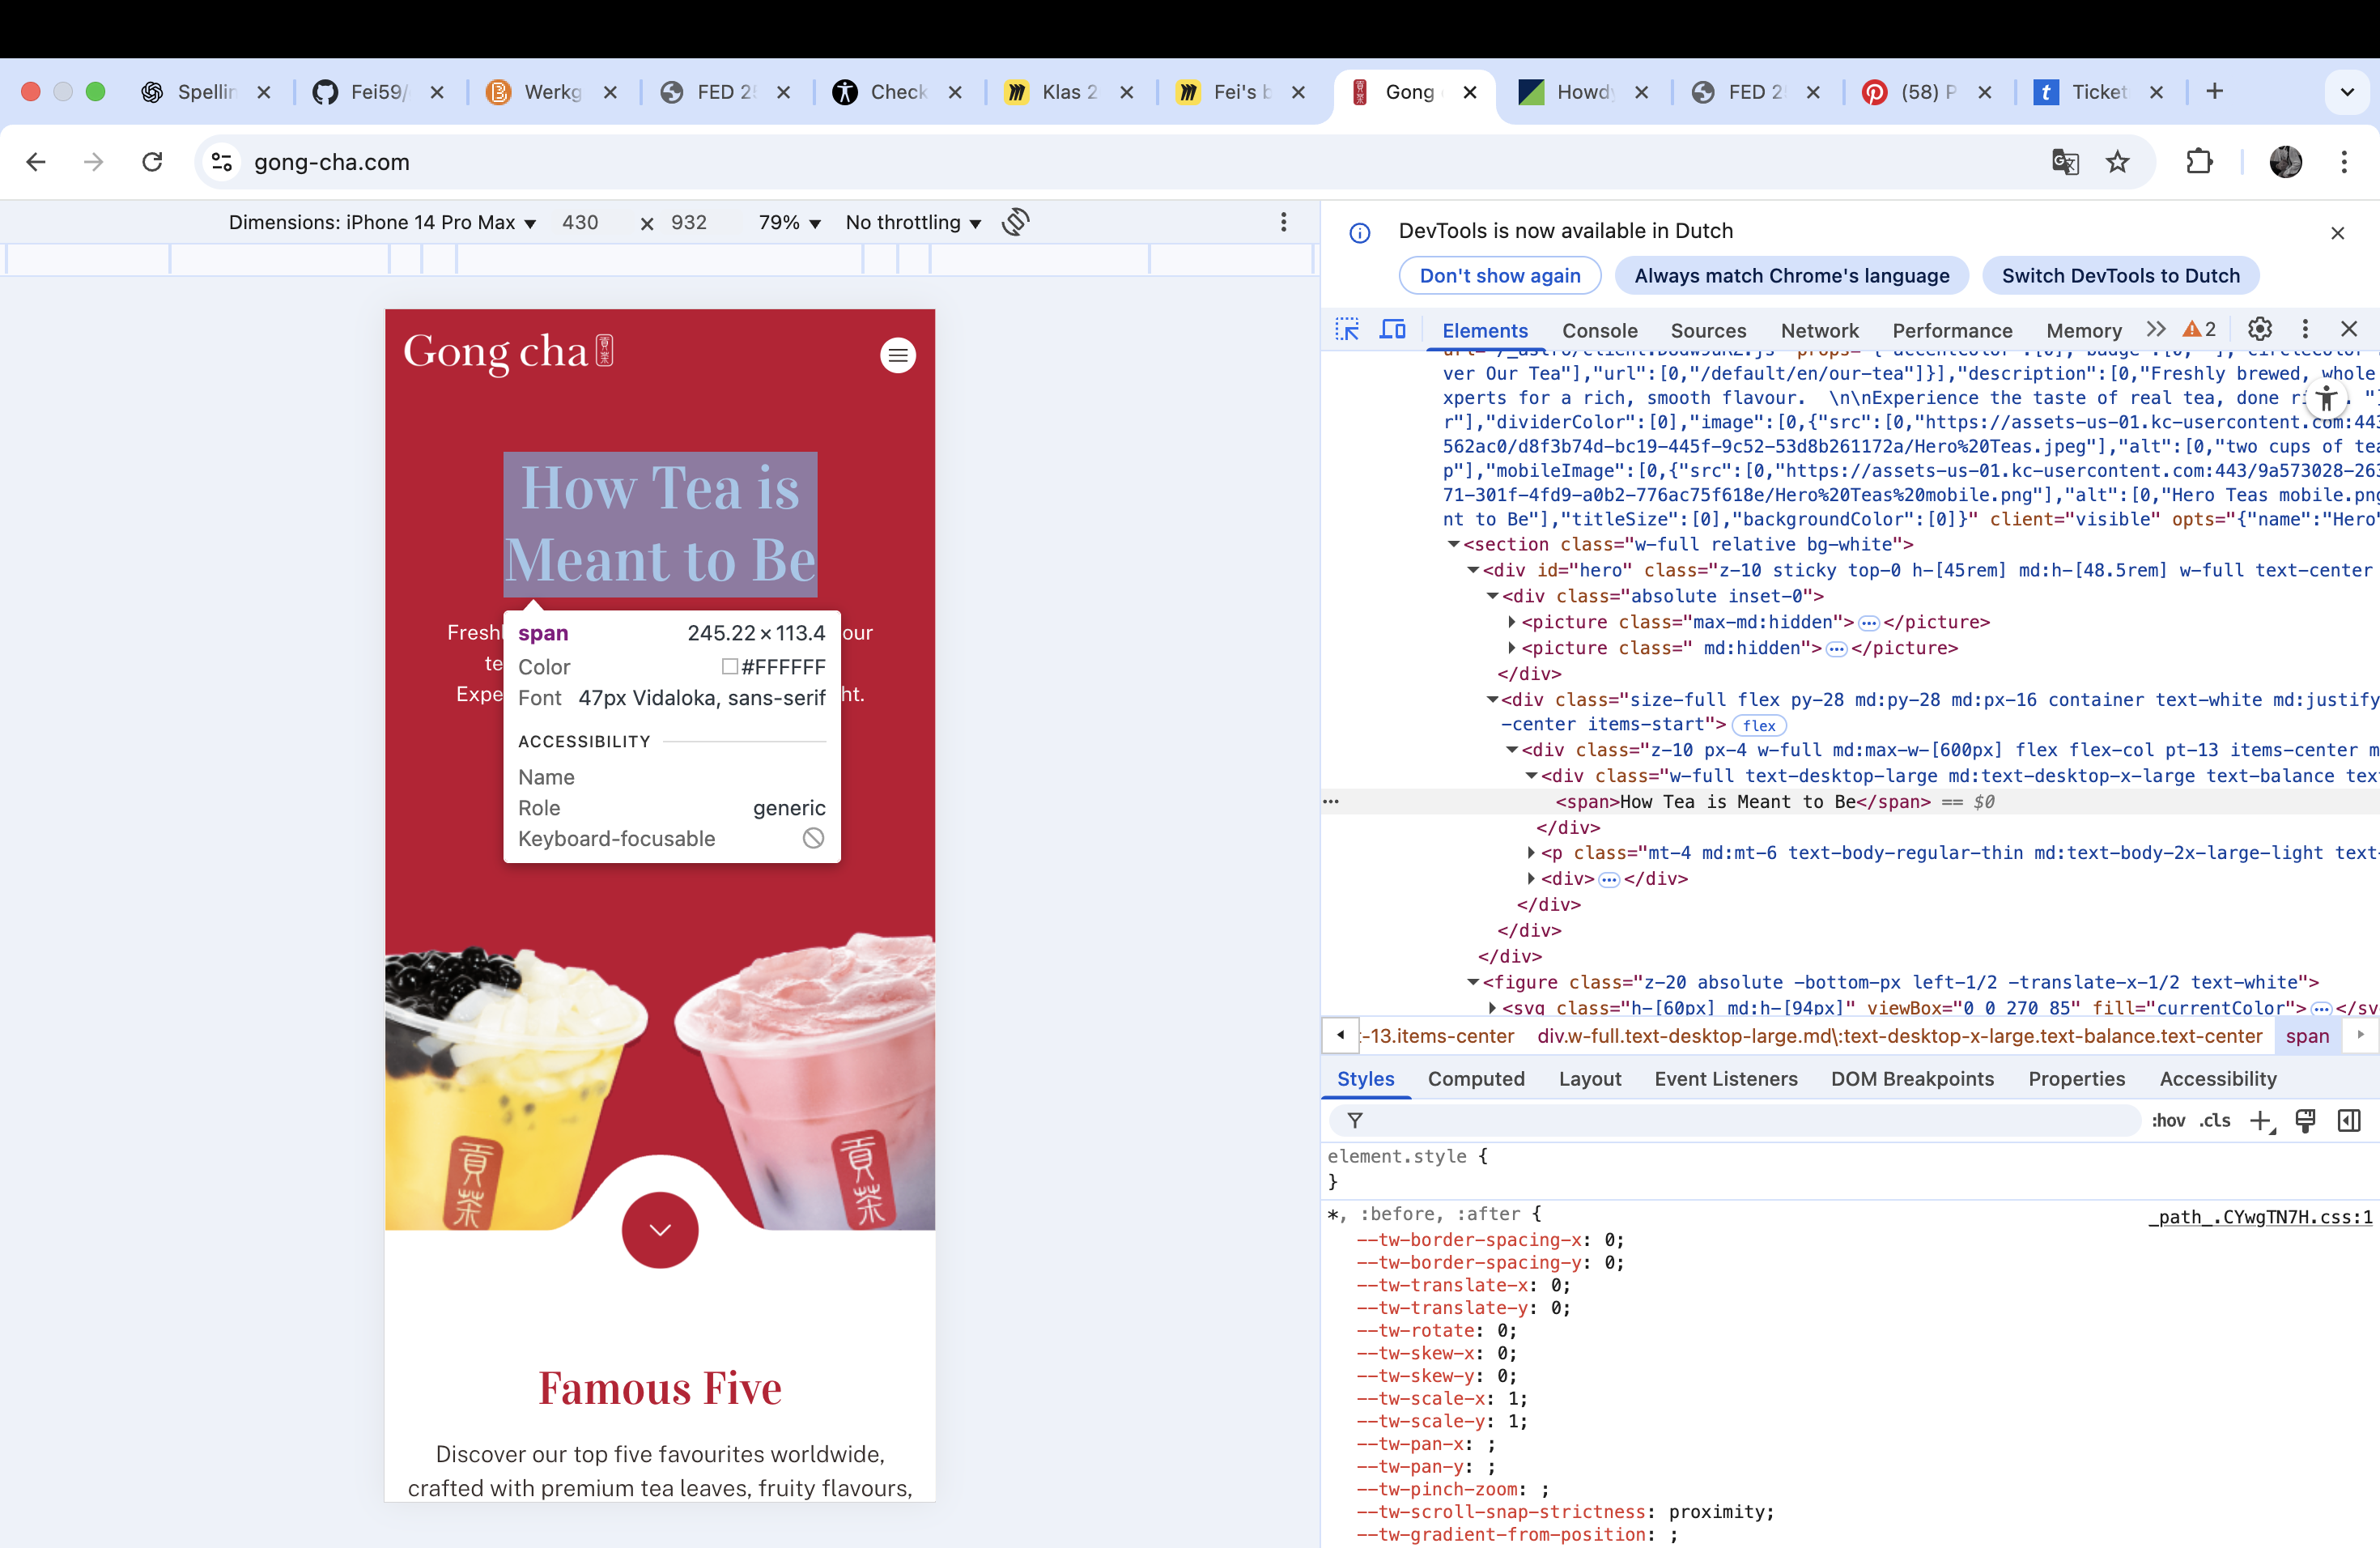 Spellin
Fei59/
Werkg
FED 2
Check
Klas 2
Fei's b
Gong
Howdy
FED 2
(58) P
Ticket
gong-cha.com
Dimensions: iPhone 14 Pro Max ▼ 430 × 932 79% ▼ No throttling ▼
DevTools is now available in Dutch
Don't show again
Always match Chrome's language
Switch DevTools to Dutch
Elements Console Sources Network Performance Memory 2
Gong cha 貢茶
How Tea is
Meant to Be
Freshl
our
te
Expe
ht.
span 245.22×113.4
Color #FFFFFF
Font 47px Vidaloka, sans-serif
ACCESSIBILITY
Name
Role generic
Keyboard-focusable
貢茶
貢茶
Famous Five
Discover our top five favourites worldwide,
crafted with premium tea leaves, fruity flavours,
ver Our Tea"],"url":[0,"/default/en/our-tea"]}],"description":[0,"Freshly brewed, whole
xperts for a rich, smooth flavour.  \n\nExperience the taste of real tea, done
r"],"dividerColor":[0],"image":[0,{"src":[0,"https://assets-us-01.kc-usercontent.com:443
562ac0/d8f3b74d-bc19-445f-9c52-53d8b261172a/Hero%20Teas.jpeg"],"alt":[0,"two cups of tea
p"],"mobileImage":[0,{"src":[0,"https://assets-us-01.kc-usercontent.com:443/9a573028-263
71-301f-4fd9-a0b2-776ac75f618e/Hero%20Teas%20mobile.png"],"alt":[0,"Hero Teas mobile.png
nt to Be"],"titleSize":[0],"backgroundColor":[0]}" client="visible" opts="{"name":"Hero"
▼<section class="w-full relative bg-white">
▼<div id="hero" class="z-10 sticky top-0 h-[45rem] md:h-[48.5rem] w-full text-center
▼<div class="absolute inset-0">
▶<picture class="max-md:hidden">…</picture>
▶<picture class=" md:hidden">…</picture>
</div>
▼<div class="size-full flex py-28 md:py-28 md:px-16 container text-white md:justify
-center items-start"> flex
▼<div class="z-10 px-4 w-full md:max-w-[600px] flex flex-col pt-13 items-center m
▼<div class="w-full text-desktop-large md:text-desktop-x-large text-balance tex
<span>How Tea is Meant to Be</span> == $0
</div>
▶<p class="mt-4 md:mt-6 text-body-regular-thin md:text-body-2x-large-light text-
▶<div>…</div>
</div>
</div>
</div>
▼<figure class="z-20 absolute -bottom-px left-1/2 -translate-x-1/2 text-white">
▶<svg class="h-[60px] md:h-[94px]" viewBox="0 0 270 85" fill="currentColor">…</sv
-13.items-center div.w-full.text-desktop-large.md\:text-desktop-x-large.text-balance.text-center span
Styles Computed Layout Event Listeners DOM Breakpoints Properties Accessibility
:hov .cls
element.style {
}
*, :before, :after { _path_.CYwgTN7H.css:1
--tw-border-spacing-x: 0;
--tw-border-spacing-y: 0;
--tw-translate-x: 0;
--tw-translate-y: 0;
--tw-rotate: 0;
--tw-skew-x: 0;
--tw-skew-y: 0;
--tw-scale-x: 1;
--tw-scale-y: 1;
--tw-pan-x: ;
--tw-pan-y: ;
--tw-pinch-zoom: ;
--tw-scroll-snap-strictness: proximity;
--tw-gradient-from-position: ;